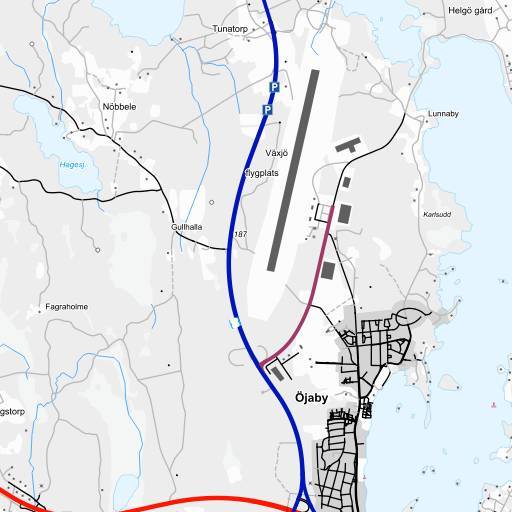 Helgö gård
Tunatorp
P
P
Nöbbele
Lunnaby
Växjö
flygplats
Hagesj.
Karlsudd
Gullhalla
187
Fagraholme
Öjaby
gstorp